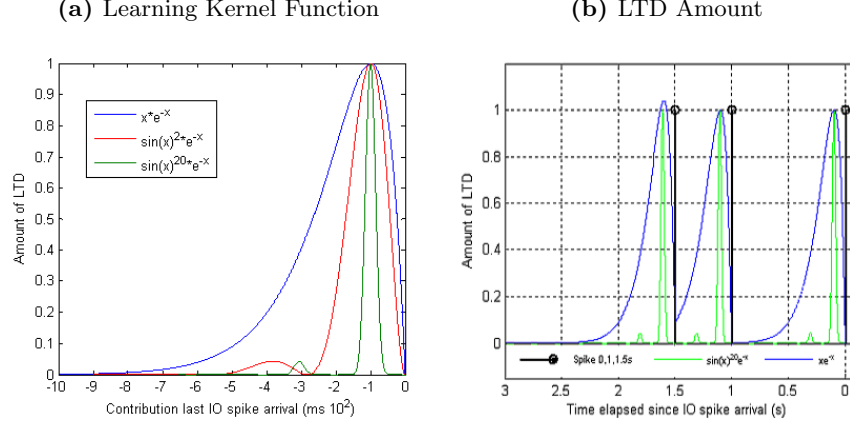 (a) Learning Kernel Function
(b) LTD Amount
1
0.9
0.8
0.7
0.6
0.5
0.4
0.3
0.2
0.1
0
Amount of LTD
x*e^-x
sin(x)^2*e^-x
sin(x)^20*e^-x
-10 -9 -8 -7 -6 -5 -4 -3 -2 -1 0
Contribution last IO spike arrival (ms 10^2)
1
0.8
0.6
0.4
0.2
0
Amount of LTD
Spike 0,1,1.5s
sin(x)^20e^-x
xe^-x
3 2.5 2 1.5 1 0.5 0
Time elapsed since IO spike arrival (s)